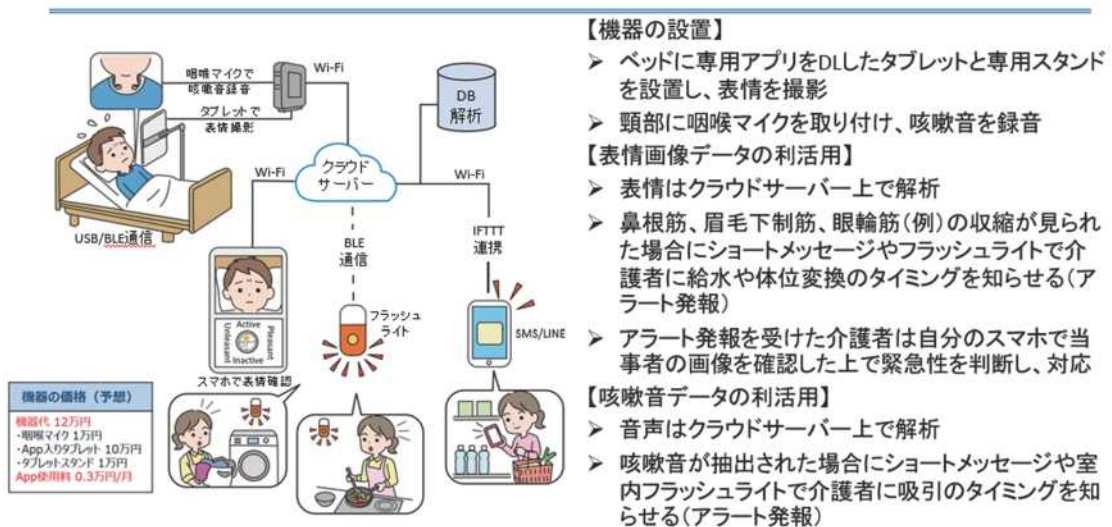 咽喉マイクで
咳嗽音録音
Wi-Fi
タブレットで
表情撮影
DB
解析
クラウド
サーバー
Wi-Fi
Wi-Fi
USB/BLE通信
BLE
通信
IFTTT
連携
フラッシュ
ライト
SMS/LINE
Active
Unpleasant
Pleasant
Inactive
スマホで表情確認
機器の価格（予想）
機器代 12万円
・咽喉マイク 1万円
・App入りタブレット 10万円
・タブレットスタンド 1万円
App使用料 0.3万円/月
【機器の設置】
➢ ベッドに専用アプリをDLしたタブレットと専用スタンド
を設置し、表情を撮影
➢ 頸部に咽喉マイクを取り付け、咳嗽音を録音
【表情画像データの利活用】
➢ 表情はクラウドサーバー上で解析
➢ 鼻根筋、眉毛下制筋、眼輪筋(例)の収縮が見られ
た場合にショートメッセージやフラッシュライトで介
護者に給水や体位変換のタイミングを知らせる(ア
ラート発報)
➢ アラート発報を受けた介護者は自分のスマホで当
事者の画像を確認した上で緊急性を判断し、対応
【咳嗽音データの利活用】
➢ 音声はクラウドサーバー上で解析
➢ 咳嗽音が抽出された場合にショートメッセージや室
内フラッシュライトで介護者に吸引のタイミングを知
らせる(アラート発報)